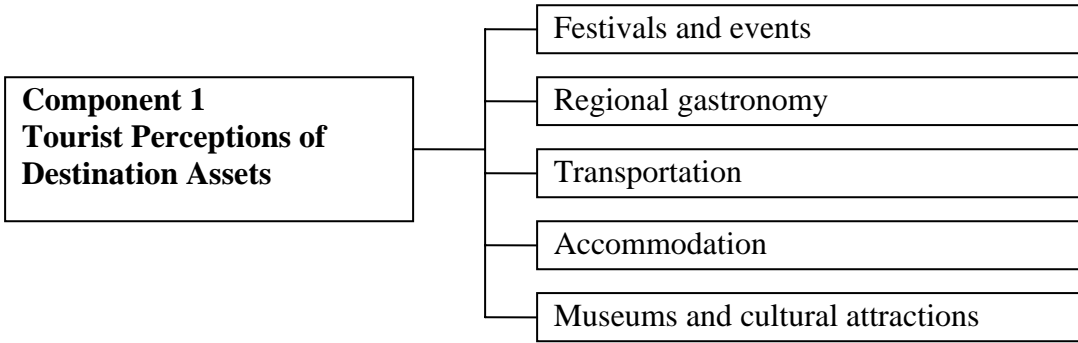 Component 1
Tourist Perceptions of
Destination Assets
Festivals and events
Regional gastronomy
Transportation
Accommodation
Museums and cultural attractions